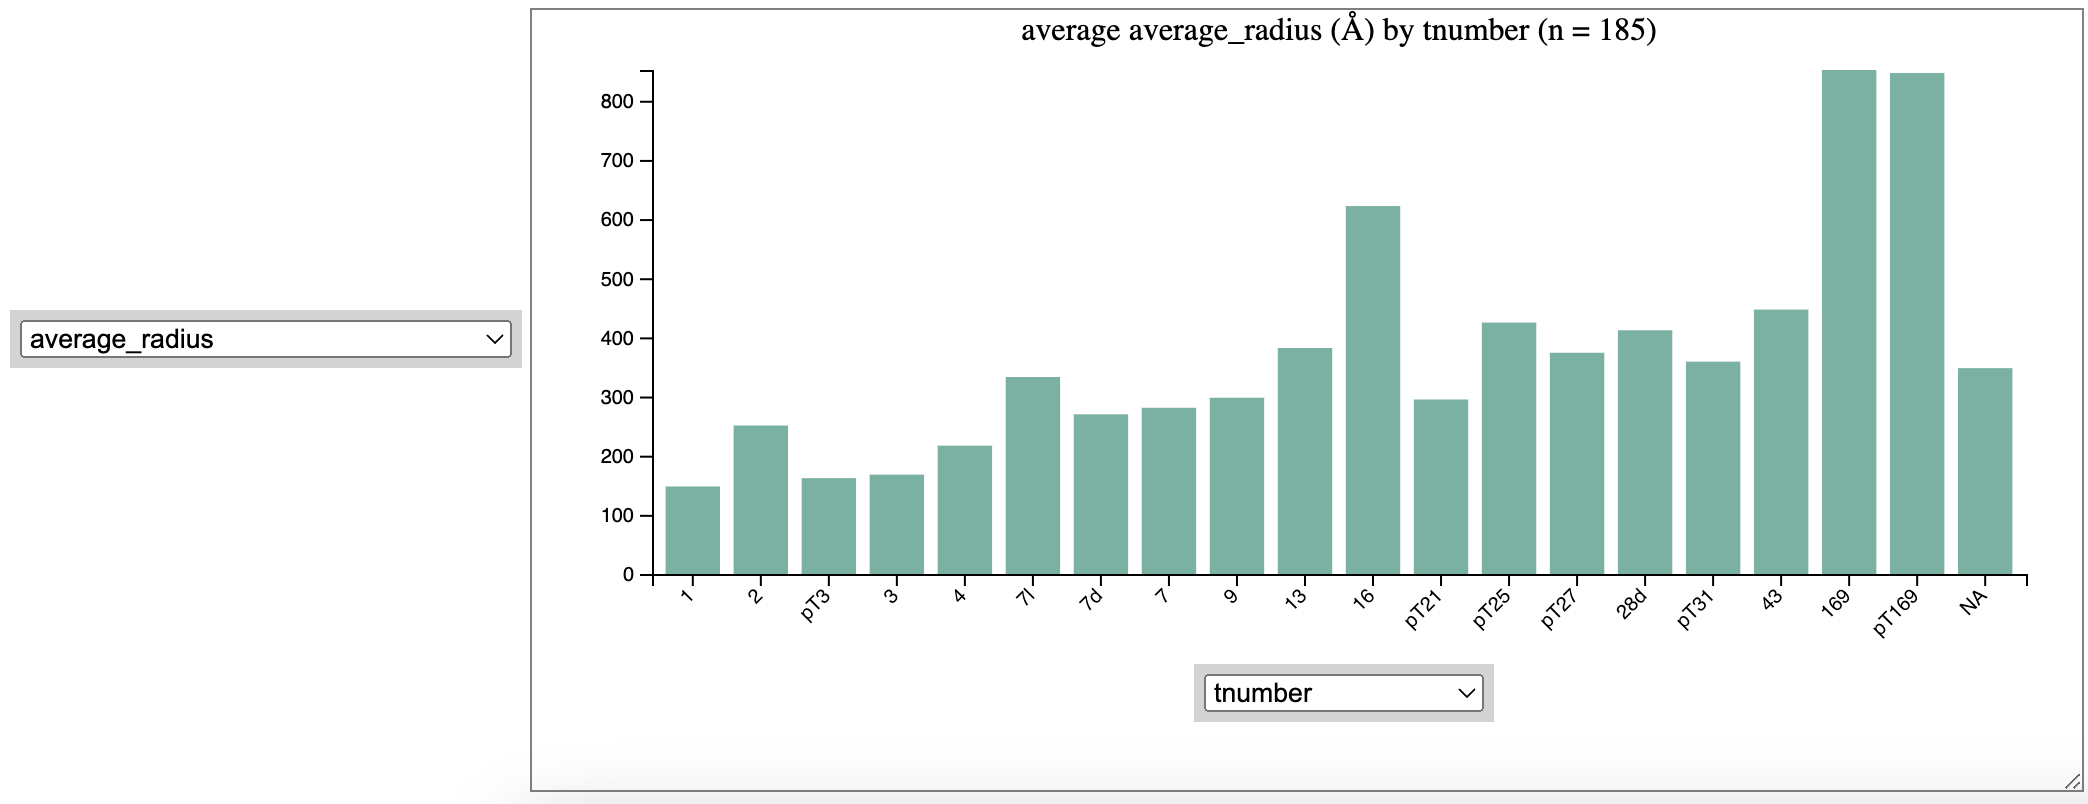 average average_radius (Å) by tnumber (n = 185)
800
700
600
500
400
300
200
100
0
average_radius
1 2 pT3 3 4 7l 7d 7 9 13 16 pT21 pT25 pT27 28d pT31 43 169 pT169 NA
tnumber